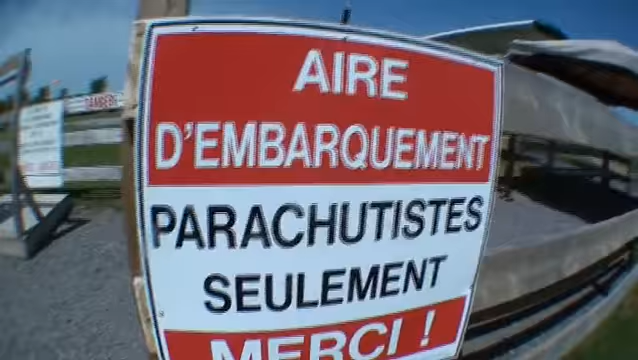 AIRE
D'EMBARQUEMENT
PARACHUTISTES
SEULEMENT
MERCI !